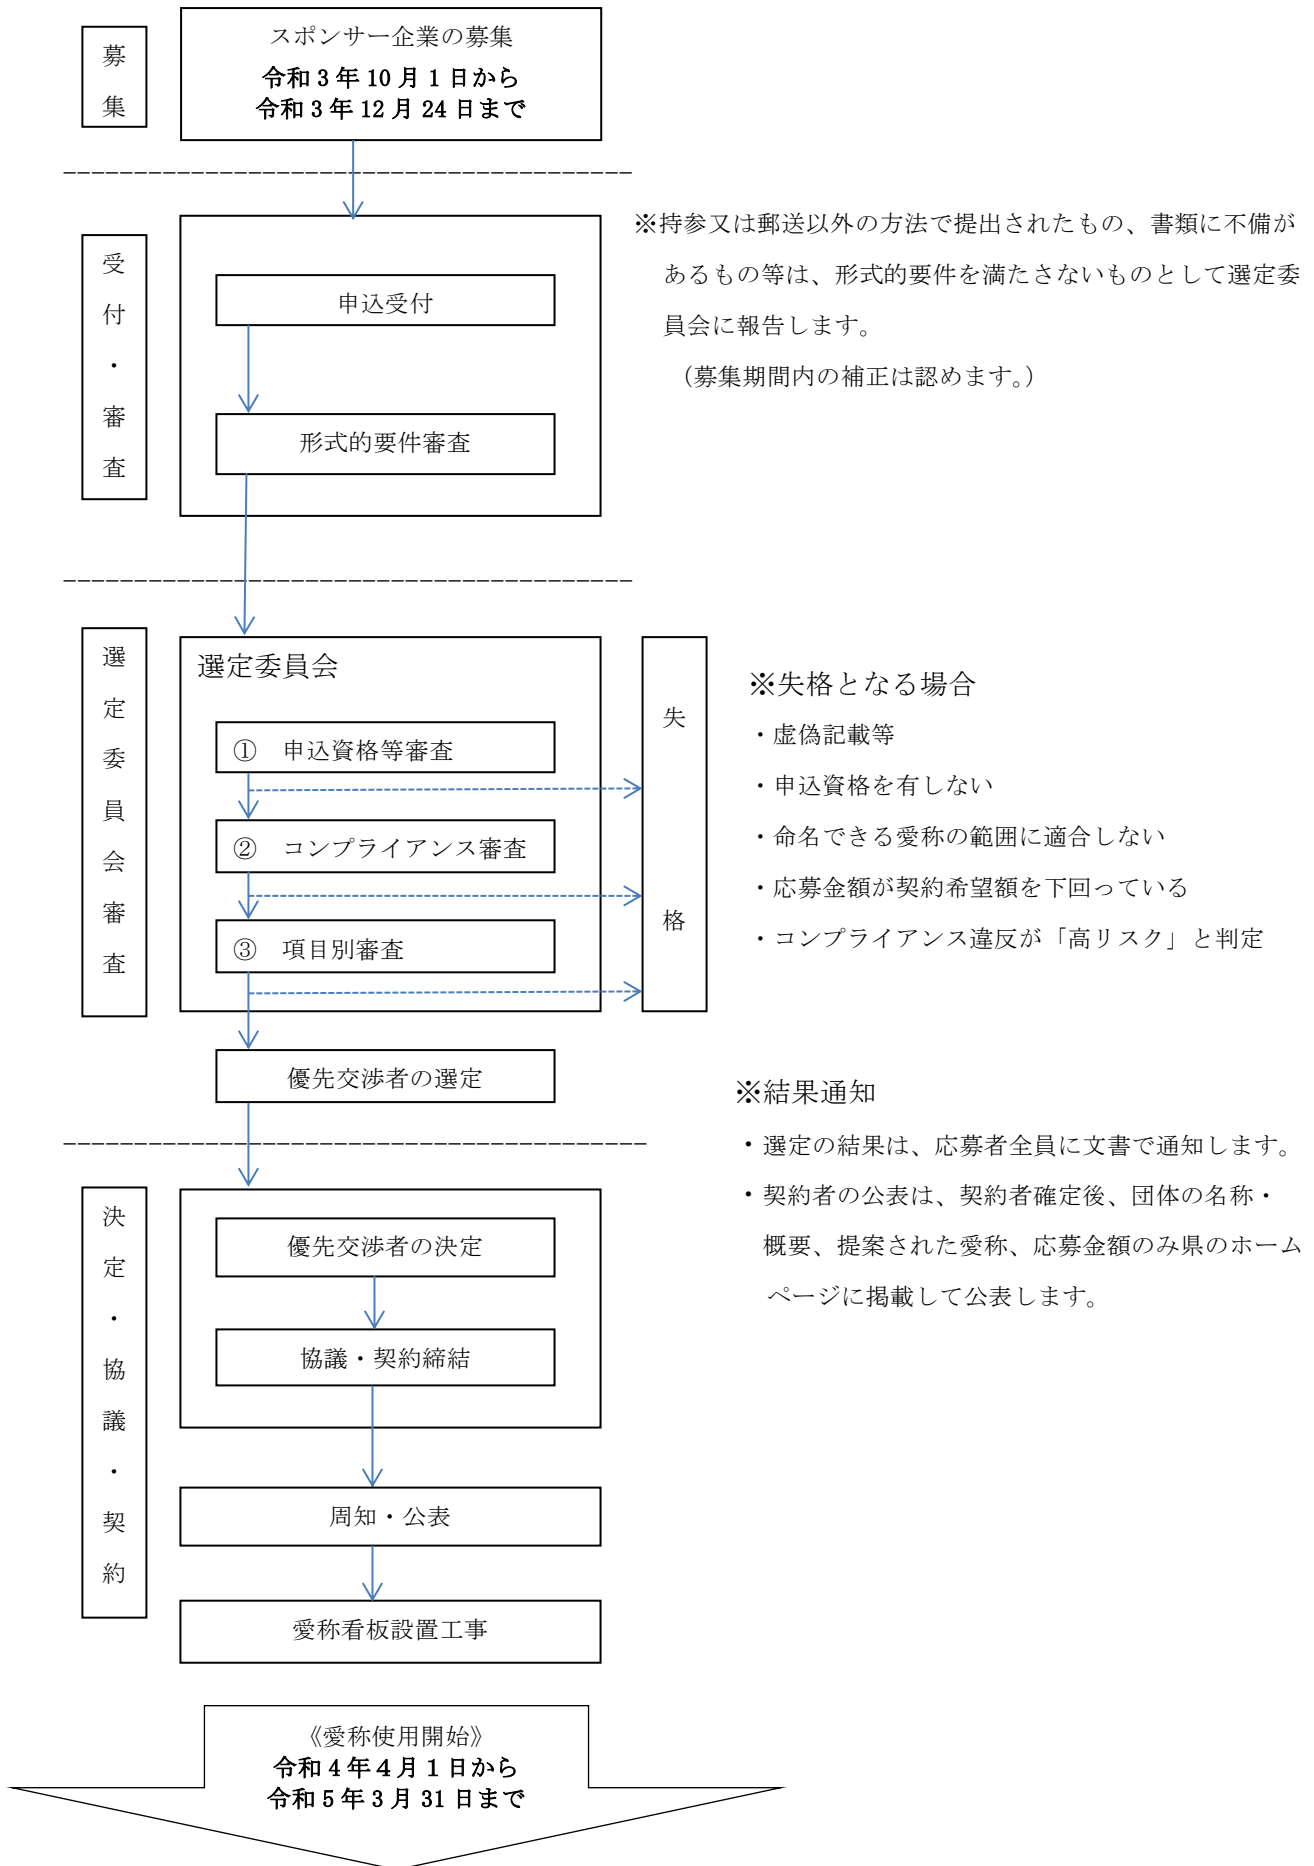 募集
スポンサー企業の募集
令和3年10月1日から
令和3年12月24日まで
受付・審査
申込受付
形式的要件審査
※持参又は郵送以外の方法で提出されたもの、書類に不備が
あるもの等は、形式的要件を満たさないものとして選定委
員会に報告します。
（募集期間内の補正は認めます。）
選定委員会審査
選定委員会
① 申込資格等審査
② コンプライアンス審査
③ 項目別審査
失格
※失格となる場合
・虚偽記載等
・申込資格を有しない
・命名できる愛称の範囲に適合しない
・応募金額が契約希望額を下回っている
・コンプライアンス違反が「高リスク」と判定
優先交渉者の選定
※結果通知
・選定の結果は、応募者全員に文書で通知します。
・契約者の公表は、契約者確定後、団体の名称・
概要、提案された愛称、応募金額のみ県のホーム
ページに掲載して公表します。
決定・協議・契約
優先交渉者の決定
協議・契約締結
周知・公表
愛称看板設置工事
《愛称使用開始》
令和4年4月1日から
令和5年3月31日まで